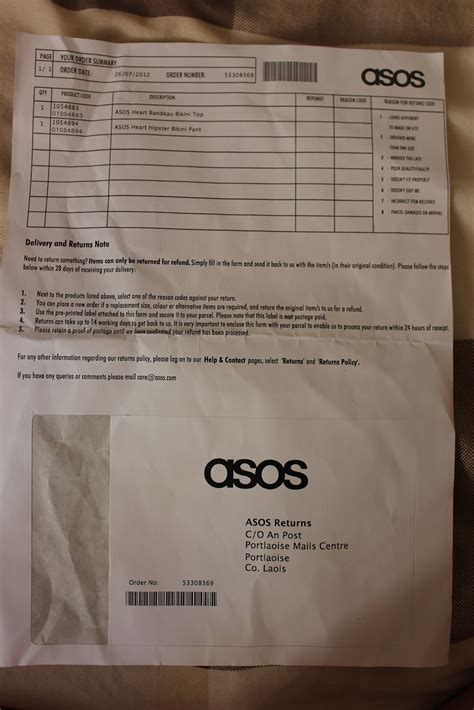 PAGE YOUR ORDER SUMMARY
1/ 1 ORDER DATE: 26/07/2012 ORDER NUMBER: 53308369
asos
QTY PRODUCT CODE DESCRIPTION REFUND? REASON CODE REASON FOR REFUND CODE
1 1054883
01054883 ASOS Heart Bandeau Bikini Top
1 1054894
01054894 ASOS Heart Hipster Bikini Pant
1 - LOOKS DIFFERENT
TO IMAGE ON SITE
2 - ORDERED MORE
THAN ONE SIZE
3 - ARRIVED TOO LATE
4 - POOR QUALITY/FAULTY
5 - DOESN'T FIT PROPERLY
6 - DOESN'T SUIT ME
7 - INCORRECT ITEM RECEIVED
8 - PARCEL DAMAGED ON ARRIVAL
Delivery and Returns Note
Need to return something? Items can only be returned for refund. Simply fill in the form and send it back to us with the item/s (in their original condition). Please follow the steps
below within 28 days of receiving your delivery.
1. Next to the products listed above, select one of the reason codes against your return.
2. You can place a new order if a replacement size, colour or alternative items are required, and return the original item/s to us for a refund.
3. Use the pre-printed label attached to this form and secure it to your parcel. Please note that this label is not postage paid.
4. Returns can take up to 14 working days to get back to us. It is very important to enclose this form with your parcel to enable us to process your return within 24 hours of receipt.
5. Please retain a proof of postage until we have confirmed your refund has been processed.
For any other information regarding our returns policy, please log on to our Help & Contact pages, select 'Returns' and 'Returns Policy'.
If you have any queries or comments please mail care@asos.com
asos
ASOS Returns
C/O An Post
Portlaoise Mails Centre
Portlaoise
Co. Laois
Order No: 53308369